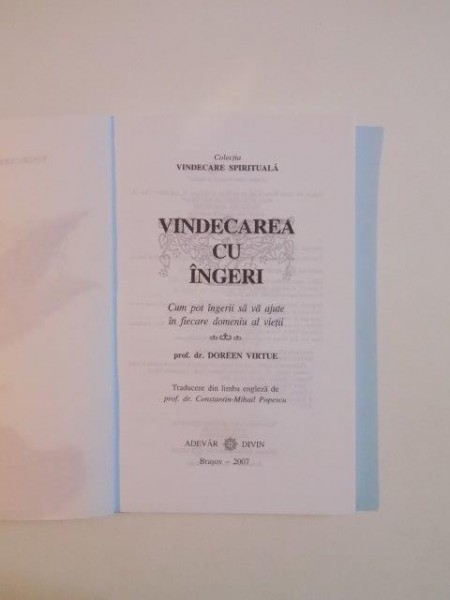 Colecția
VINDECARE SPIRITUALĂ
VINDECAREA
CU
ÎNGERI
Cum pot îngerii să vă ajute
în fiecare domeniu al vieții
prof. dr. DOREEN VIRTUE
Traducere din limba engleză de
prof. dr. Constantin-Mihail Popescu
ADEVĂR DIVIN
Brașov – 2007